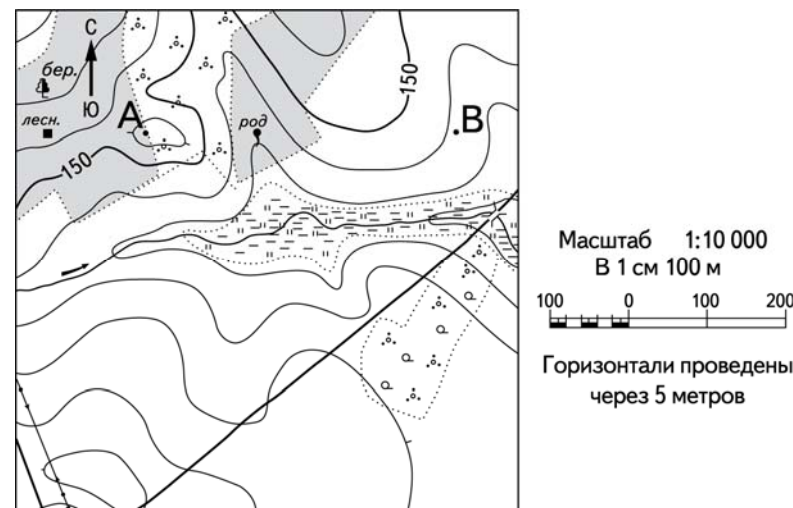 С
бер.
Ю
лесн.
А
род
150
150
В
Масштаб 1:10 000
В 1 см 100 м
100 0 100 200
Горизонтали проведены
через 5 метров